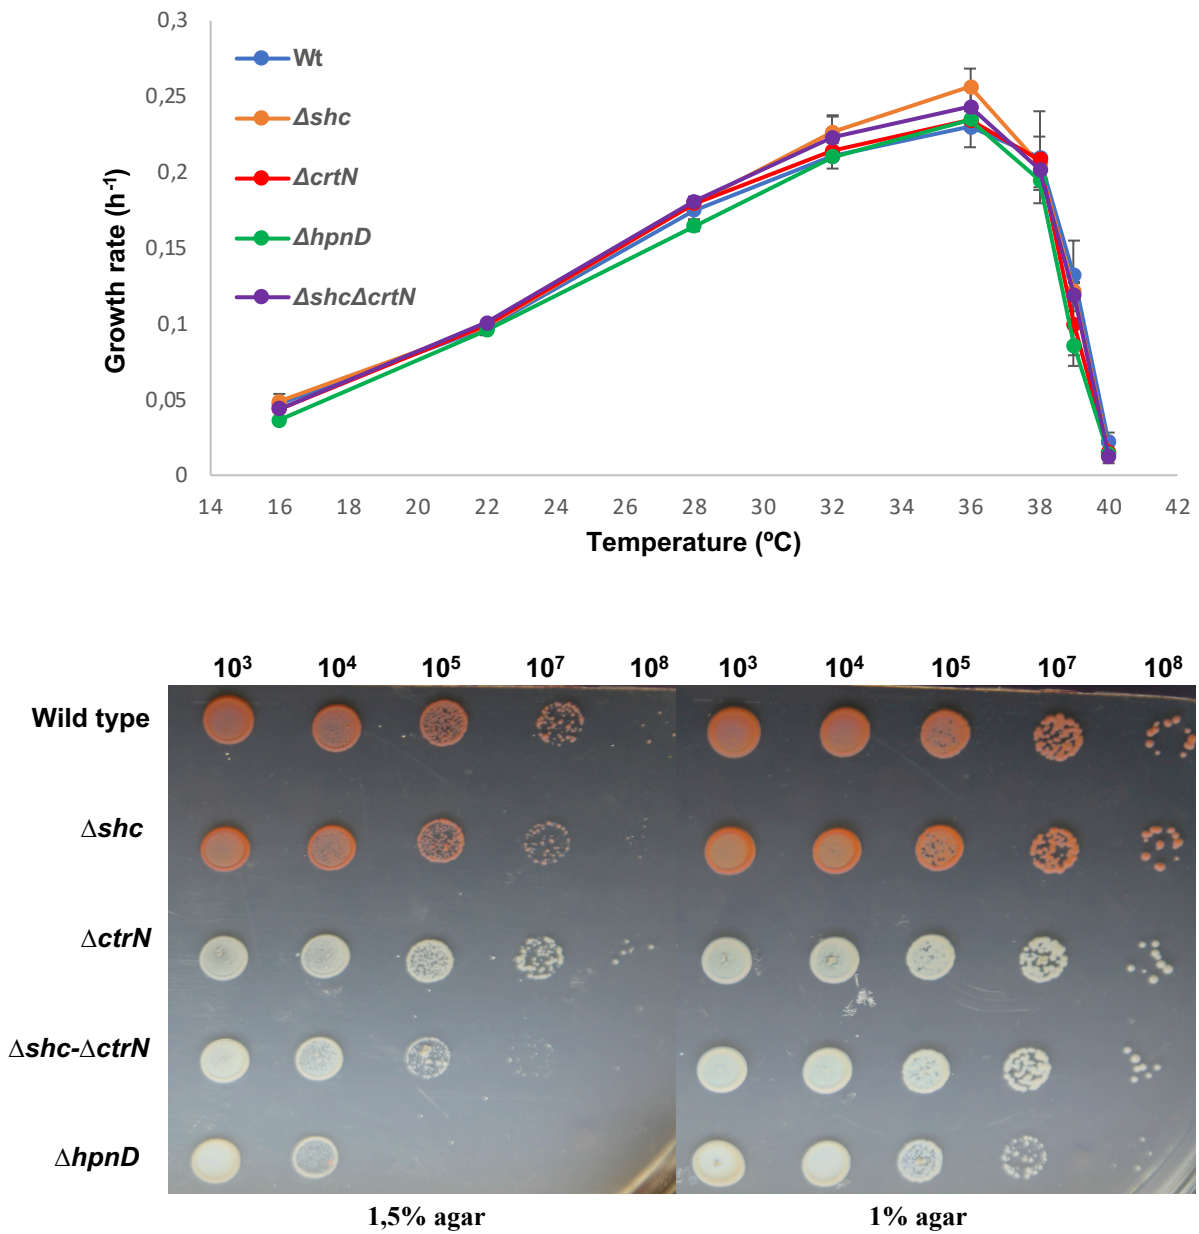 0,3
0,25
0,2
0,15
0,1
0,05
0
Growth rate (h-1)
Wt
Δshc
ΔcrtN
ΔhpnD
ΔshcΔcrtN
14 16 18 20 22 24 26 28 30 32 34 36 38 40 42
Temperature (ºC)
10³ 10⁴ 10⁵ 10⁷ 10⁸ 10³ 10⁴ 10⁵ 10⁷ 10⁸
Wild type
Δshc
ΔctrN
Δshc-ΔctrN
ΔhpnD
1,5% agar 1% agar